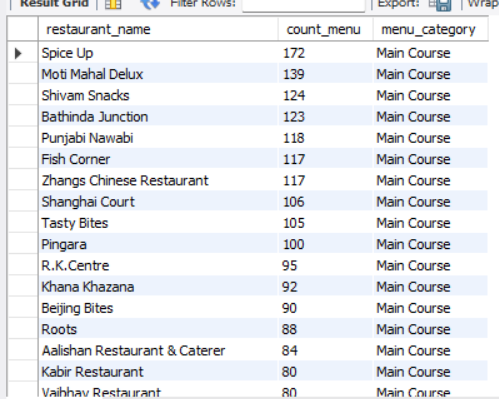 Result Grid Filter Rows: Export: Wrap
restaurant_name count_menu menu_category
Spice Up 172 Main Course
Moti Mahal Delux 139 Main Course
Shivam Snacks 124 Main Course
Bathinda Junction 123 Main Course
Punjabi Nawabi 118 Main Course
Fish Corner 117 Main Course
Zhangs Chinese Restaurant 117 Main Course
Shanghai Court 106 Main Course
Tasty Bites 105 Main Course
Pingara 100 Main Course
R.K.Centre 95 Main Course
Khana Khazana 92 Main Course
Beijing Bites 90 Main Course
Roots 88 Main Course
Aalishan Restaurant & Caterer 84 Main Course
Kabir Restaurant 80 Main Course
Vaibhav Restaurant 80 Main Course